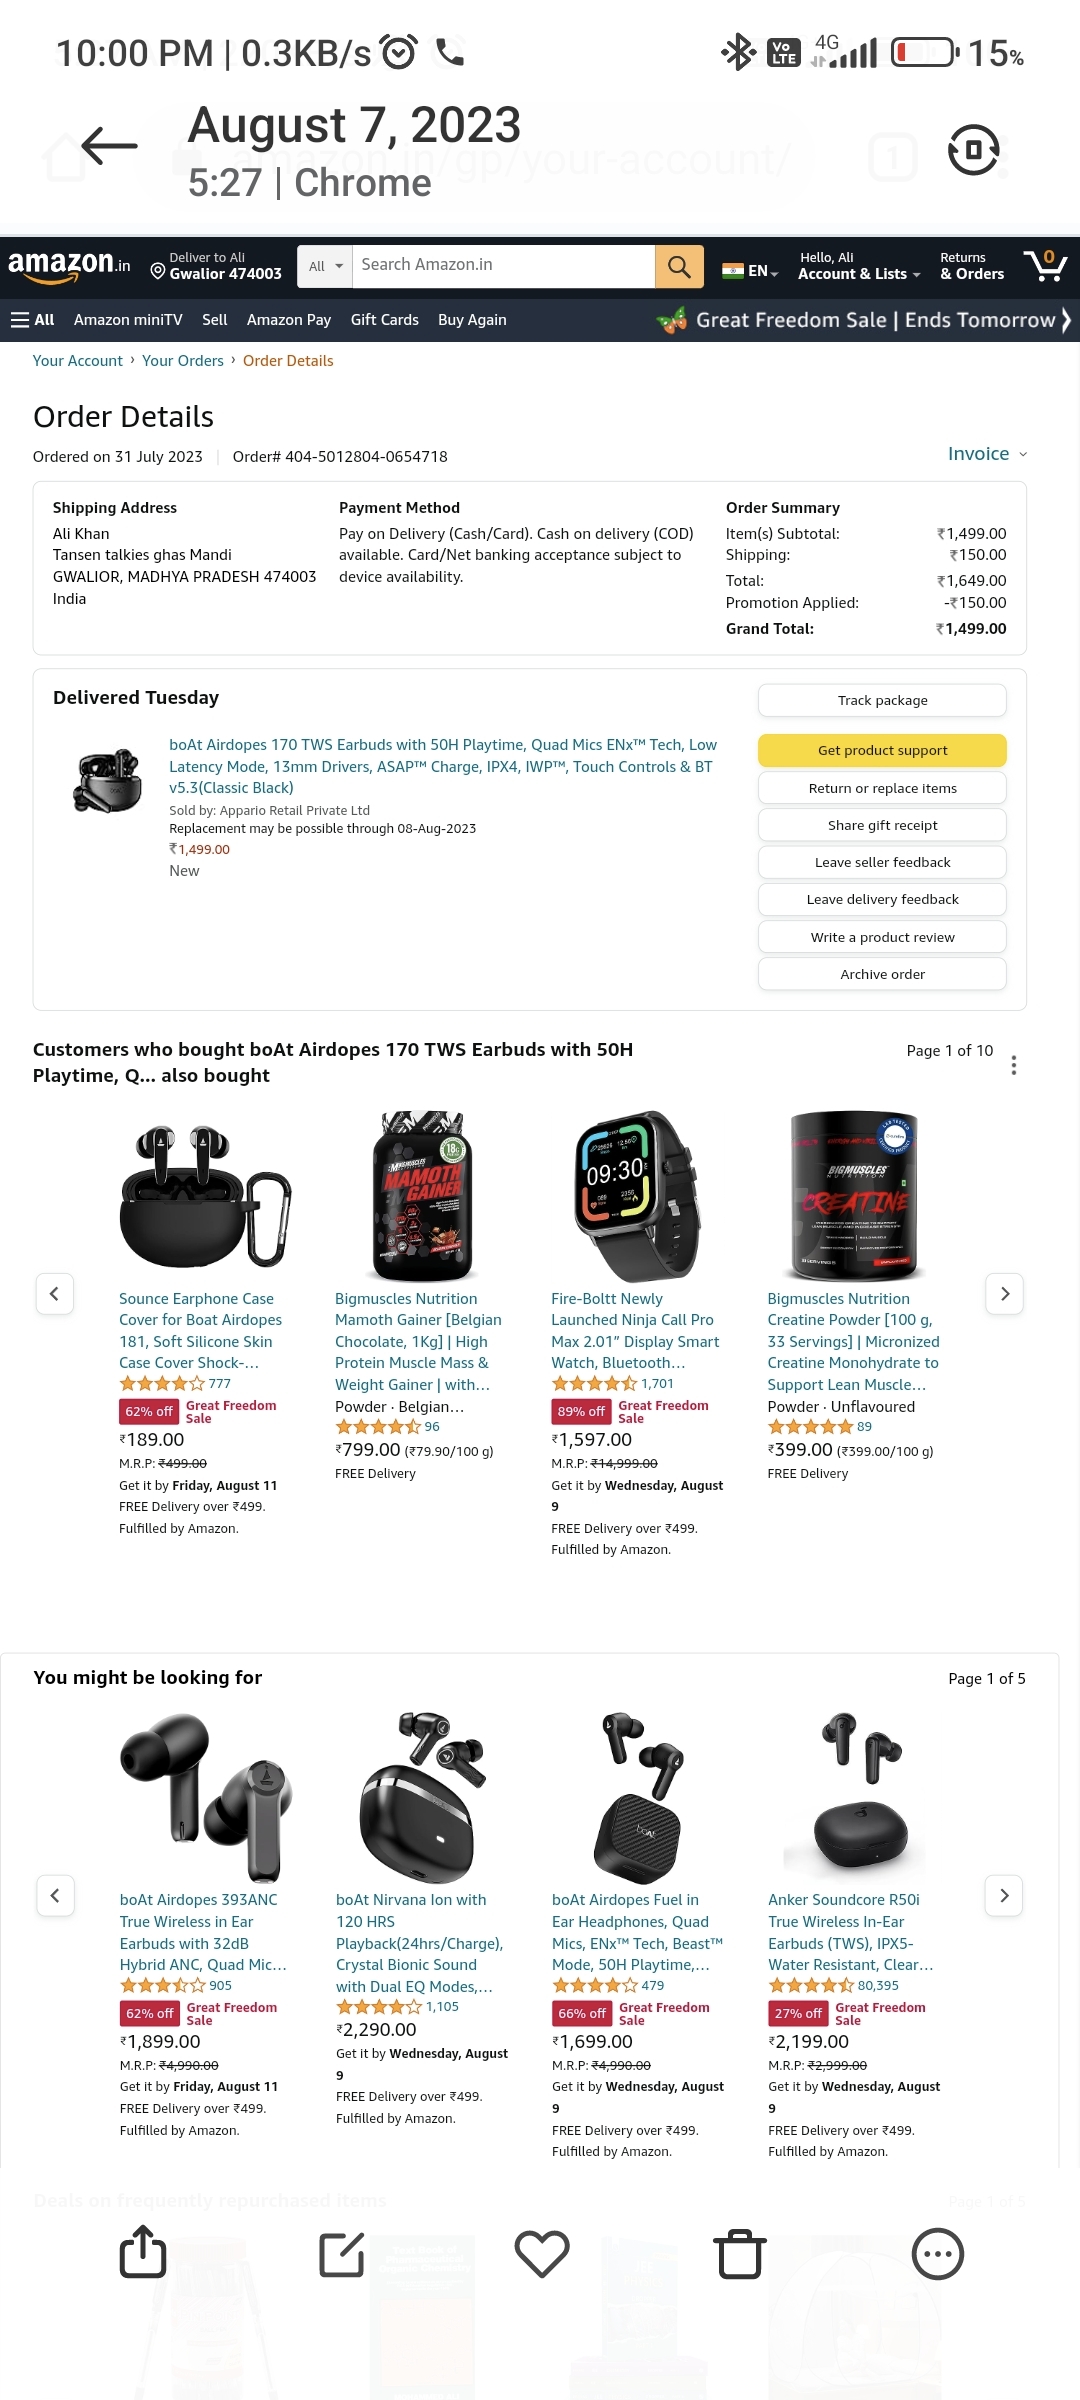 10:00 PM | 0.3KB/s
Vo LTE 4G 15%
August 7, 2023
amazon.in/gp/your-account/
1
5:27 | Chrome
amazon.in
Deliver to Ali
Gwalior 474003
All
Search Amazon.in
EN
Hello, Ali
Account & Lists
Returns
& Orders
0
All Amazon miniTV Sell Amazon Pay Gift Cards Buy Again
Great Freedom Sale | Ends Tomorrow
Your Account › Your Orders › Order Details
Order Details
Ordered on 31 July 2023 | Order# 404-5012804-0654718
Invoice
Shipping Address
Ali Khan
Tansen talkies ghas Mandi
GWALIOR, MADHYA PRADESH 474003
India
Payment Method
Pay on Delivery (Cash/Card). Cash on delivery (COD)
available. Card/Net banking acceptance subject to
device availability.
Order Summary
Item(s) Subtotal: ₹1,499.00
Shipping: ₹150.00
Total: ₹1,649.00
Promotion Applied: -₹150.00
Grand Total: ₹1,499.00
Delivered Tuesday
boAt Airdopes 170 TWS Earbuds with 50H Playtime, Quad Mics ENx™ Tech, Low
Latency Mode, 13mm Drivers, ASAP™ Charge, IPX4, IWP™, Touch Controls & BT
v5.3(Classic Black)
Sold by: Appario Retail Private Ltd
Replacement may be possible through 08-Aug-2023
₹1,499.00
New
Track package
Get product support
Return or replace items
Share gift receipt
Leave seller feedback
Leave delivery feedback
Write a product review
Archive order
Customers who bought boAt Airdopes 170 TWS Earbuds with 50H
Playtime, Q... also bought
Page 1 of 10
Sounce Earphone Case
Cover for Boat Airdopes
181, Soft Silicone Skin
Case Cover Shock-...
777
62% off Great Freedom
Sale
₹189.00
M.R.P: ₹499.00
Get it by Friday, August 11
FREE Delivery over ₹499.
Fulfilled by Amazon.
BIGMUSCLES
MAMOTH
GAINER
Bigmuscles Nutrition
Mamoth Gainer [Belgian
Chocolate, 1Kg] | High
Protein Muscle Mass &
Weight Gainer | with...
Powder · Belgian...
96
₹799.00 (₹79.90/100 g)
FREE Delivery
09:30
Fire-Boltt Newly
Launched Ninja Call Pro
Max 2.01” Display Smart
Watch, Bluetooth...
1,701
89% off Great Freedom
Sale
₹1,597.00
M.R.P: ₹14,999.00
Get it by Wednesday, August
9
FREE Delivery over ₹499.
Fulfilled by Amazon.
BIGMUSCLES
NUTRITION
CREATINE
Bigmuscles Nutrition
Creatine Powder [100 g,
33 Servings] | Micronized
Creatine Monohydrate to
Support Lean Muscle...
Powder · Unflavoured
89
₹399.00 (₹399.00/100 g)
FREE Delivery
You might be looking for
Page 1 of 5
boAt Airdopes 393ANC
True Wireless in Ear
Earbuds with 32dB
Hybrid ANC, Quad Mic...
905
62% off Great Freedom
Sale
₹1,899.00
M.R.P: ₹4,990.00
Get it by Friday, August 11
FREE Delivery over ₹499.
Fulfilled by Amazon.
boAt Nirvana Ion with
120 HRS
Playback(24hrs/Charge),
Crystal Bionic Sound
with Dual EQ Modes,...
1,105
₹2,290.00
Get it by Wednesday, August
9
FREE Delivery over ₹499.
Fulfilled by Amazon.
boAt
boAt Airdopes Fuel in
Ear Headphones, Quad
Mics, ENx™ Tech, Beast™
Mode, 50H Playtime,...
479
66% off Great Freedom
Sale
₹1,699.00
M.R.P: ₹4,990.00
Get it by Wednesday, August
9
FREE Delivery over ₹499.
Fulfilled by Amazon.
Anker Soundcore R50i
True Wireless In-Ear
Earbuds (TWS), IPX5-
Water Resistant, Clear...
80,395
27% off Great Freedom
Sale
₹2,199.00
M.R.P: ₹2,999.00
Get it by Wednesday, August
9
FREE Delivery over ₹499.
Fulfilled by Amazon.
Deals on frequently repurchased items
Page 1 of 5